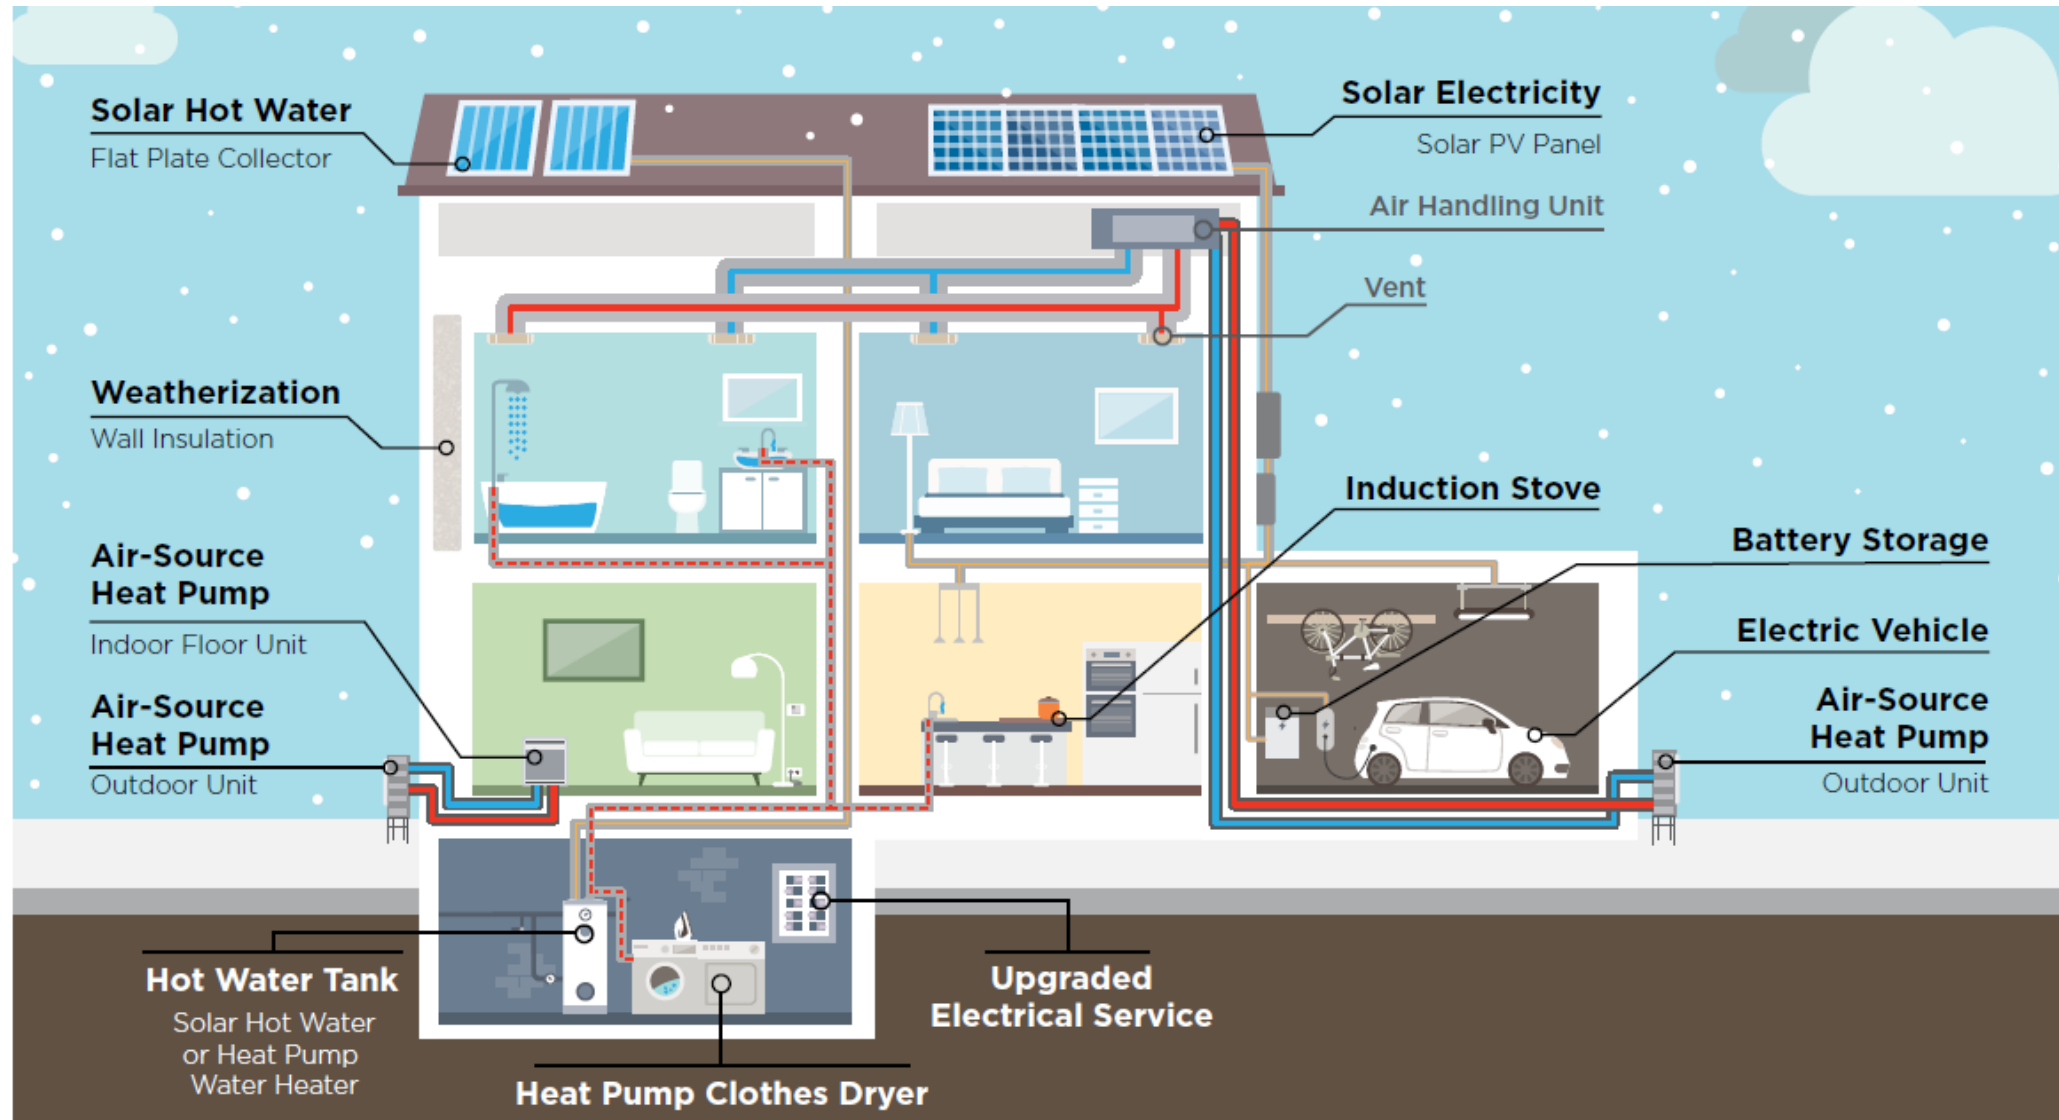 Solar Hot Water
Flat Plate Collector
Solar Electricity
Solar PV Panel
Air Handling Unit
Vent
Weatherization
Wall Insulation
Induction Stove
Battery Storage
Air-Source
Heat Pump
Indoor Floor Unit
Electric Vehicle
Air-Source
Heat Pump
Outdoor Unit
Air-Source
Heat Pump
Outdoor Unit
Hot Water Tank
Solar Hot Water
or Heat Pump
Water Heater
Upgraded
Electrical Service
Heat Pump Clothes Dryer